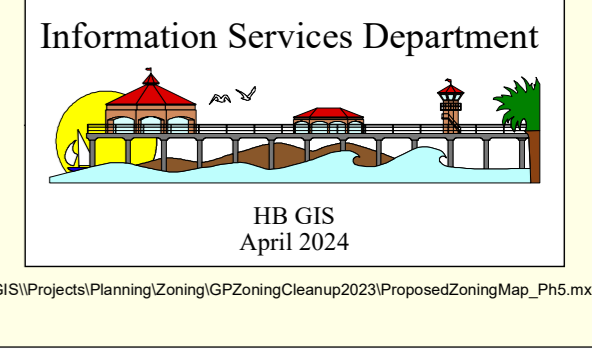 Information Services Department
HB GIS
April 2024
GIS\\Projects\Planning\Zoning\GPZoningCleanup2023\ProposedZoningMap_Ph5.mx